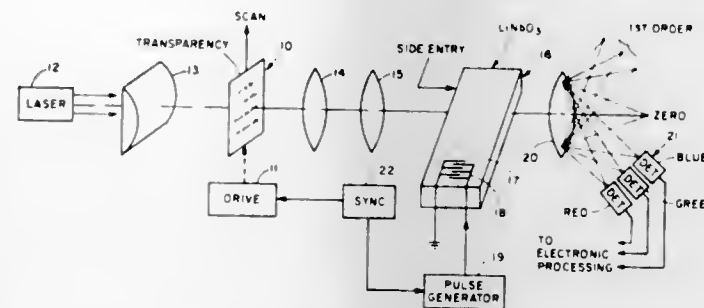 SCAN
TRANSPARENCY
10
12
LASER
13
14
15
SIDE ENTRY
LiNbO3
16
1ST ORDER
ZERO
20
21
DET
BLUE
DET
DET
GREEN
RED
17
18
11
DRIVE
22
SYNC
19
PULSE
GENERATOR
TO
ELECTRONIC
PROCESSING